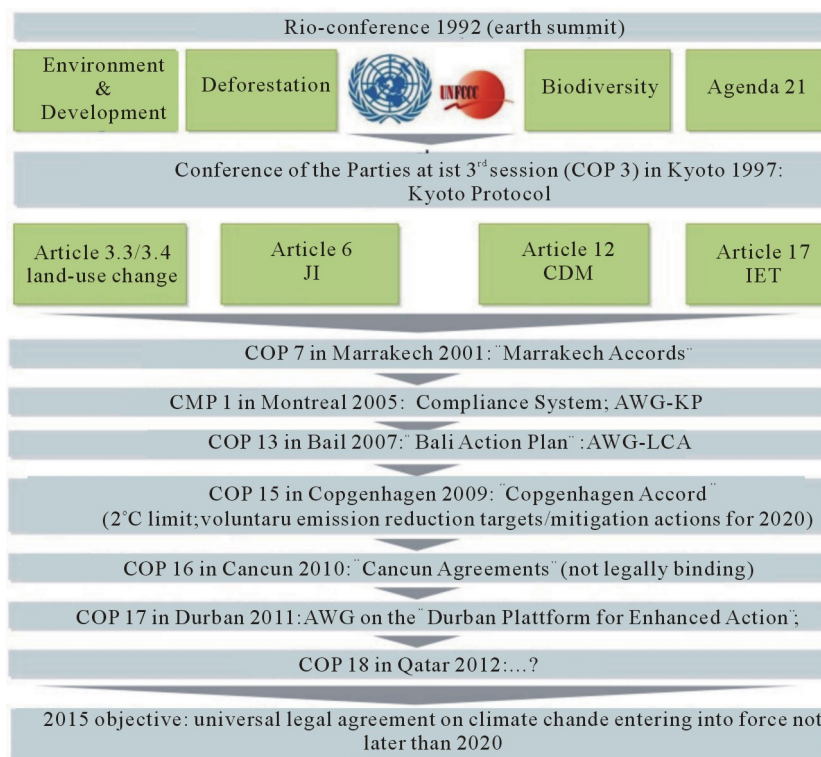 Rio-conference 1992 (earth summit)
Environment
&
Development
Deforestation
UNFCCC
Biodiversity
Agenda 21
Conference of the Parties at ist 3rd session (COP 3) in Kyoto 1997:
Kyoto Protocol
Article 3.3/3.4
land-use change
Article 6
JI
Article 12
CDM
Article 17
IET
COP 7 in Marrakech 2001: ¨Marrakech Accords¨
CMP 1 in Montreal 2005: Compliance System; AWG-KP
COP 13 in Bail 2007:¨Bali Action Plan¨ :AWG-LCA
COP 15 in Copgenhagen 2009: ¨Copgenhagen Accord¨
(2°C limit;voluntaru emission reduction targets/mitigation actions for 2020)
COP 16 in Cancun 2010:¨Cancun Agreements¨(not legally binding)
COP 17 in Durban 2011:AWG on the¨Durban Plattform for Enhanced Action¨;
COP 18 in Qatar 2012:...?
2015 objective: universal legal agreement on climate chande entering into force not
later than 2020